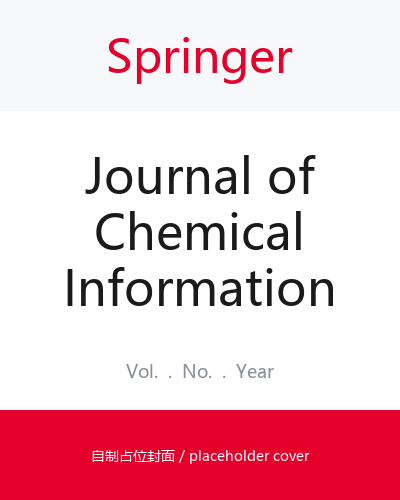 Springer
Journal of
Chemical
Information
Vol. . No. . Year
自制占位封面 / placeholder cover